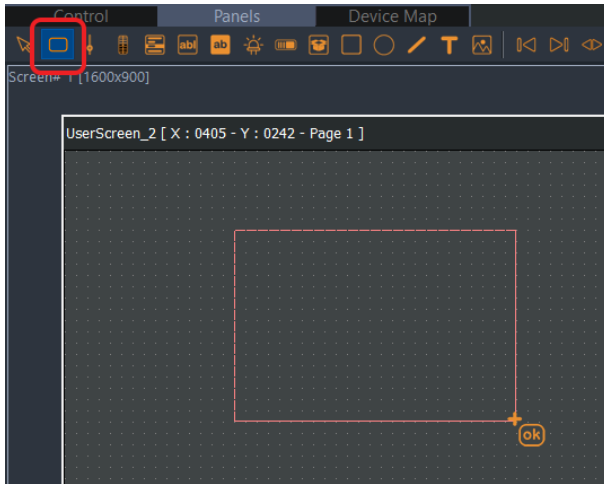 Control Panels Device Map
abl ab T
Screen# 1 [1600x900]
UserScreen_2 [ X : 0405 - Y : 0242 - Page 1 ]
ok